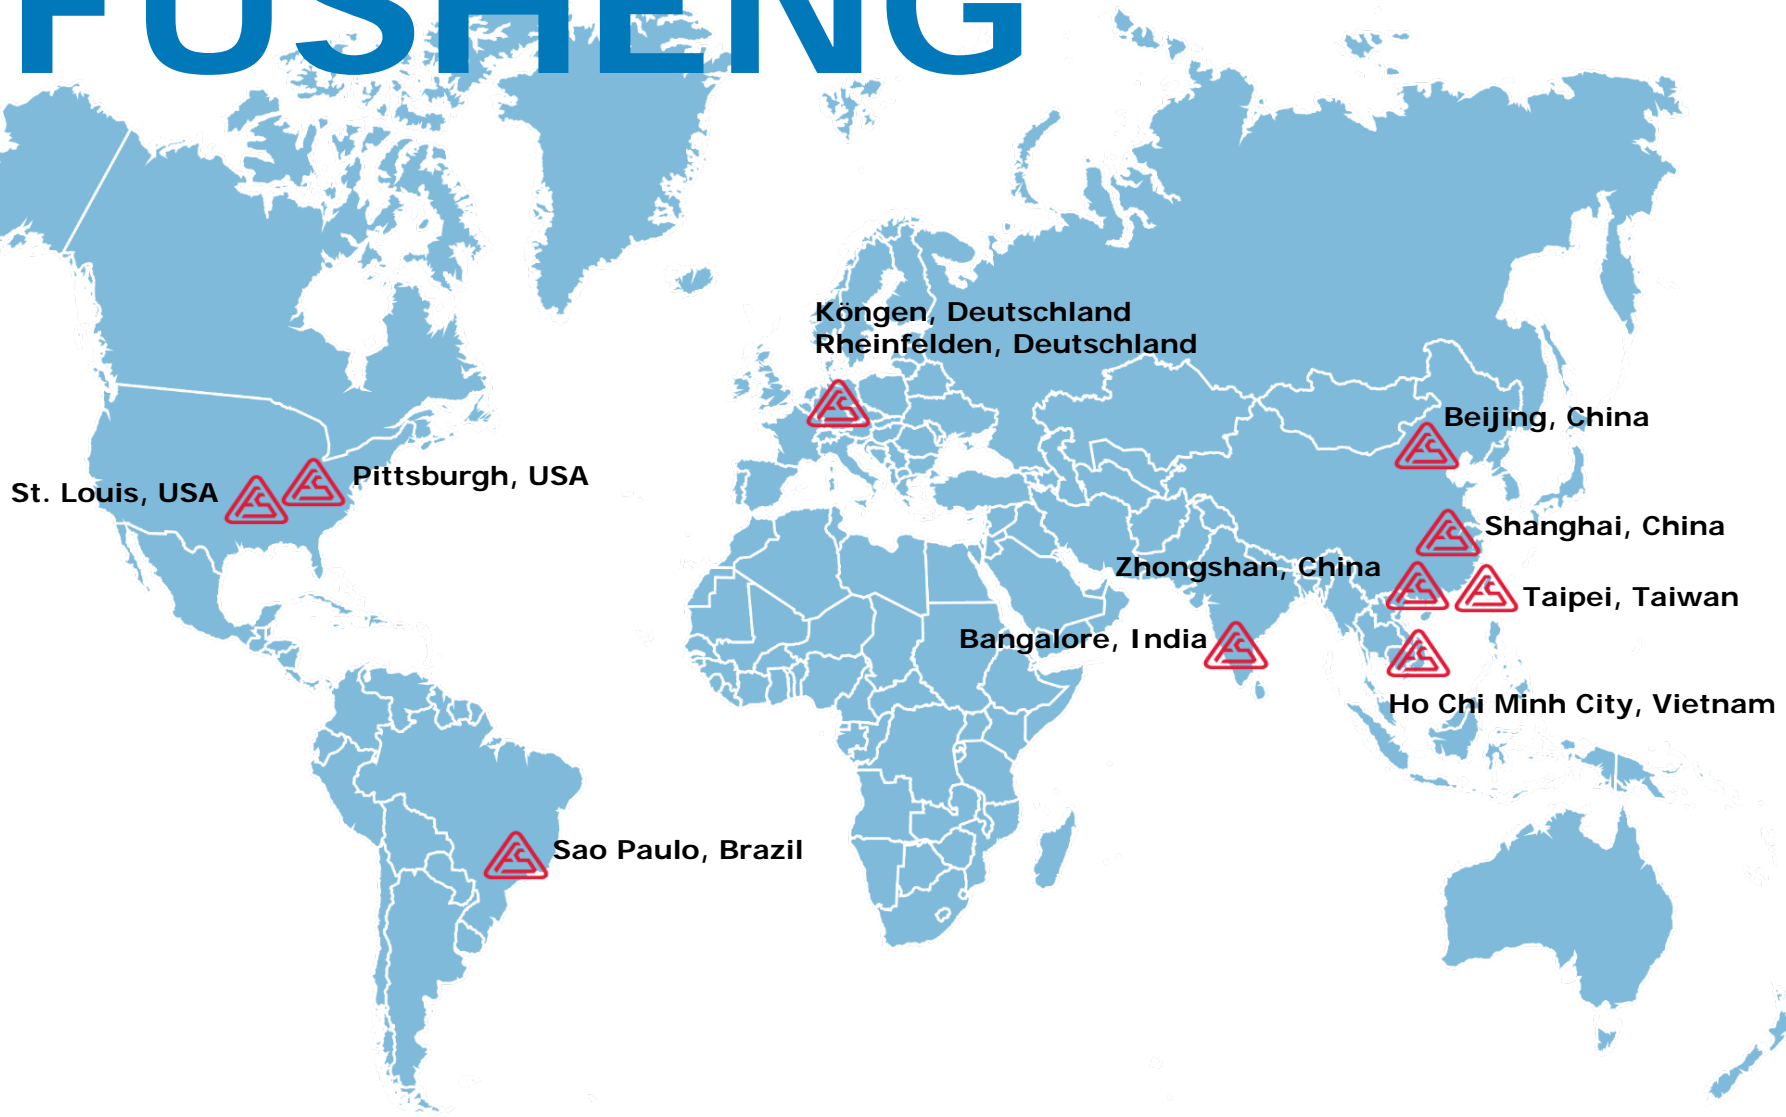 FUSHENG
Köngen, Deutschland
Rheinfelden, Deutschland
Beijing, China
Pittsburgh, USA
St. Louis, USA
Shanghai, China
Zhongshan, China
Taipei, Taiwan
Bangalore, India
Ho Chi Minh City, Vietnam
Sao Paulo, Brazil